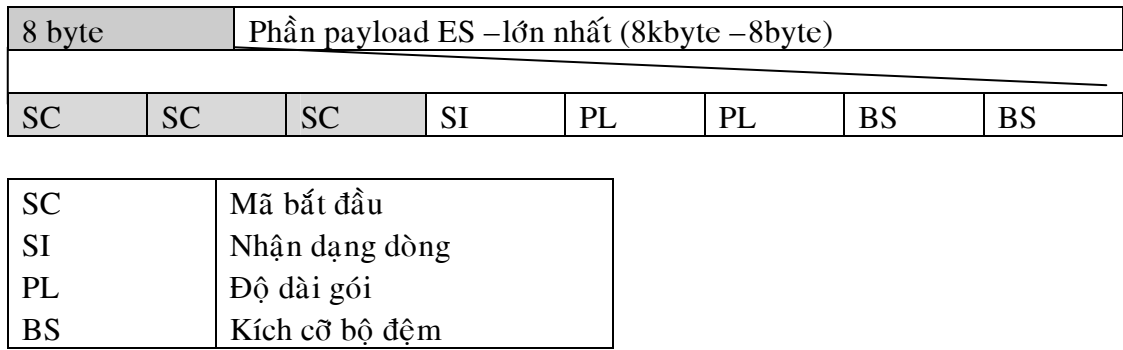 8 byte Phần payload ES –lớn nhất (8kbyte –8byte)
SC SC SC SI PL PL BS BS
SC Mã bắt đầu
SI Nhận dạng dòng
PL Độ dài gói
BS Kích cỡ bộ đệm